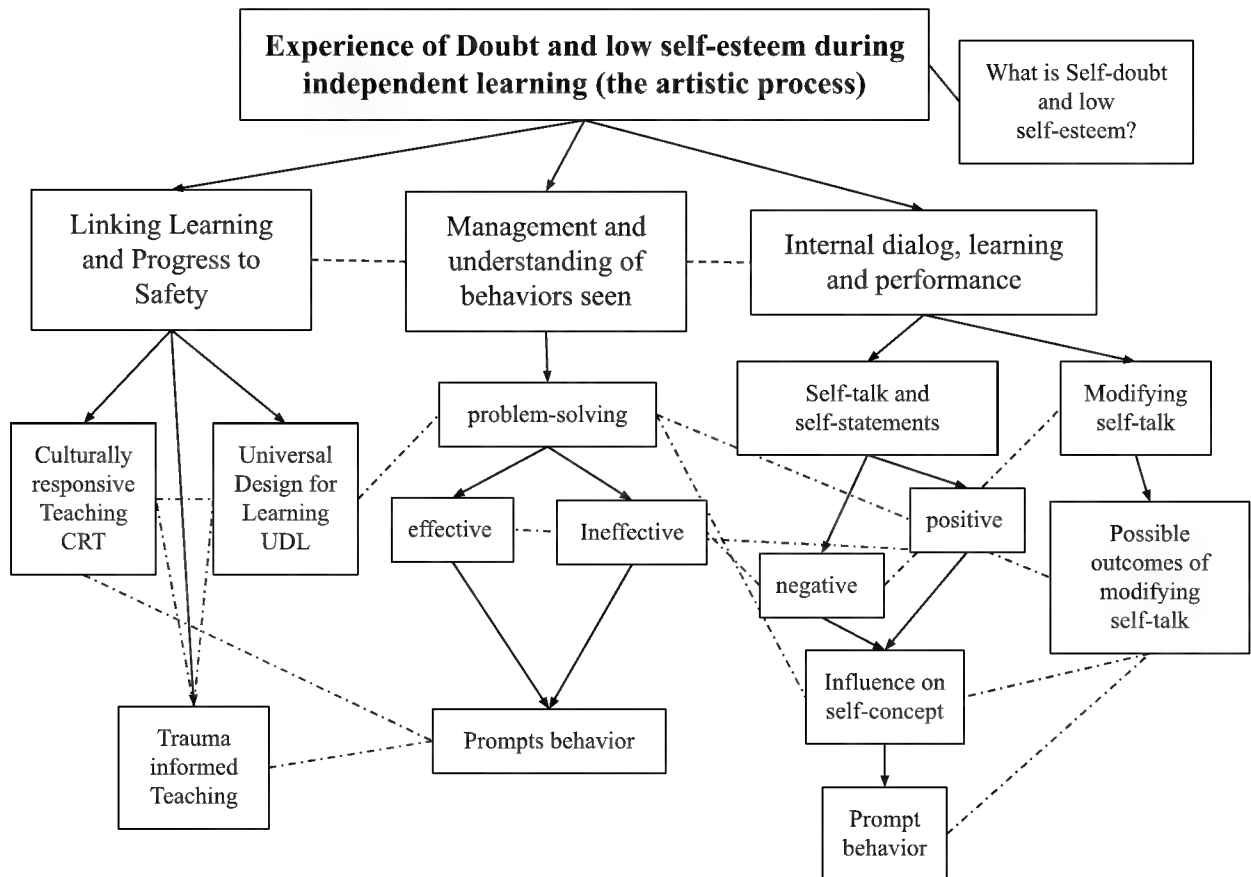 Experience of Doubt and low self-esteem during
independent learning (the artistic process)
What is Self-doubt
and low
self-esteem?
Linking Learning
and Progress to
Safety
Management and
understanding of
behaviors seen
Internal dialog, learning
and performance
problem-solving
Self-talk and
self-statements
Modifying
self-talk
Culturally
responsive
Teaching
CRT
Universal
Design for
Learning
UDL
effective
Ineffective
positive
negative
Possible
outcomes of
modifying
self-talk
Influence on
self-concept
Trauma
informed
Teaching
Prompts behavior
Prompt
behavior